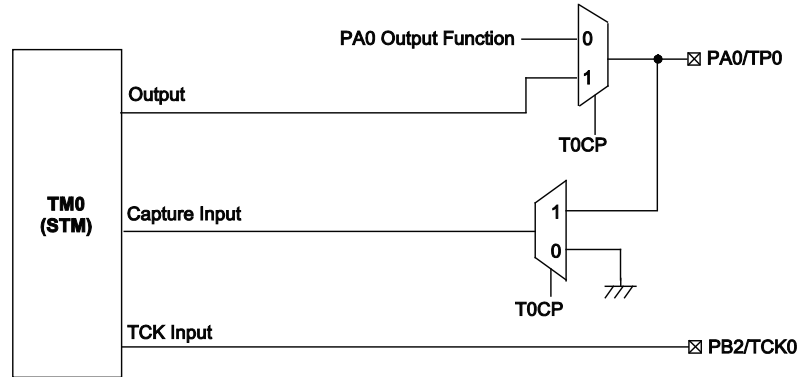 PA0 Output Function
0
PA0/TP0
1
Output
T0CP
TM0
(STM)
Capture Input
1
0
T0CP
TCK Input
PB2/TCK0